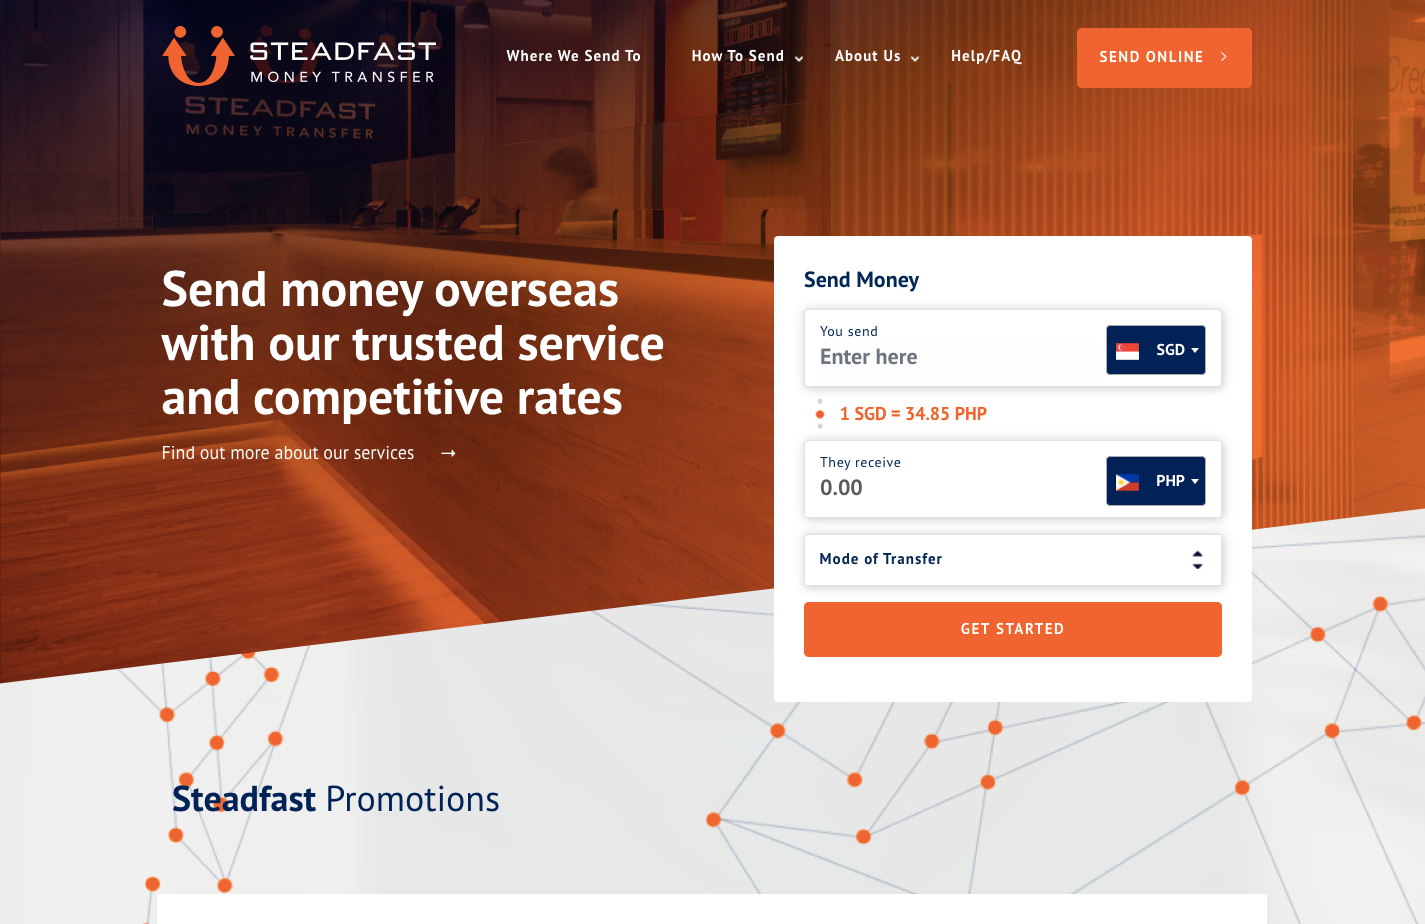 STEADFAST
MONEY TRANSFER
Where We Send To
How To Send
About Us
Help/FAQ
SEND ONLINE
STEADFAST
MONEY TRANSFER
Send money overseas
with our trusted service
and competitive rates
Find out more about our services →
Send Money
You send
Enter here
SGD
1 SGD = 34.85 PHP
They receive
0.00
PHP
Mode of Transfer
GET STARTED
Steadfast Promotions